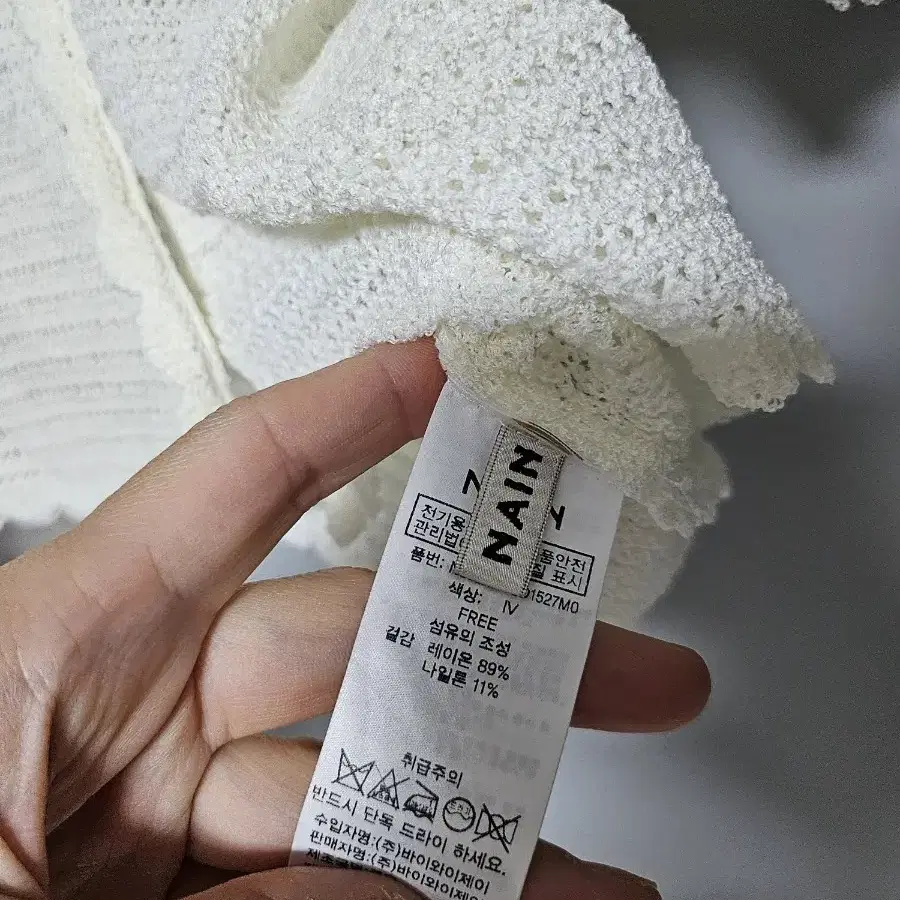 NAIN
전기용 품안전
관리법 질 표시
품번: 01527M0
색상: IV
FREE
섬유의 조성
겉감 레이온 89%
나일론 11%
취급주의
반드시 단독 드라이 하세요.
수입자명:(주)바이와이제이
판매자명:(주)바이와이제이